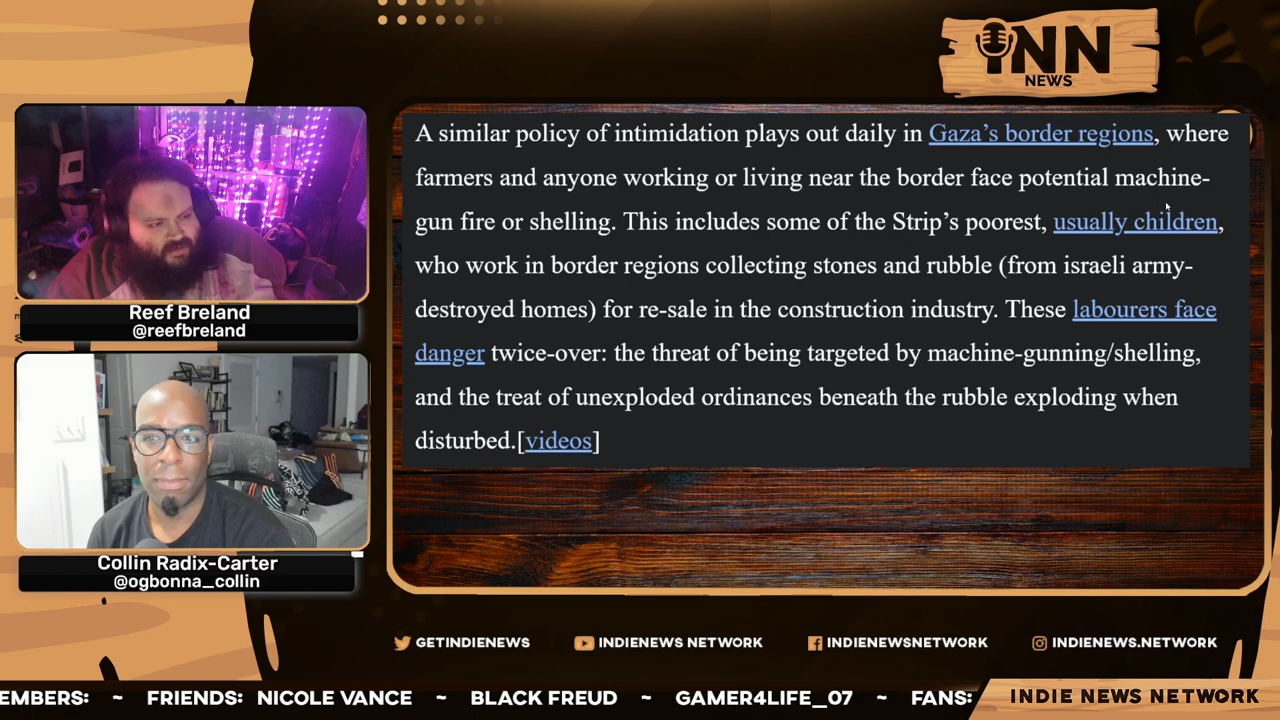 iNN
NEWS
A similar policy of intimidation plays out daily in Gaza's border regions, where
farmers and anyone working or living near the border face potential machine-
gun fire or shelling. This includes some of the Strip's poorest, usually children,
who work in border regions collecting stones and rubble (from israeli army-
destroyed homes) for re-sale in the construction industry. These labourers face
danger twice-over: the threat of being targeted by machine-gunning/shelling,
and the treat of unexploded ordinances beneath the rubble exploding when
disturbed.[videos]
Reef Breland
@reefbreland
Collin Radix-Carter
@ogbonna_collin
GETINDIENEWS
INDIENEWS NETWORK
INDIENEWSNETWORK
INDIENEWS.NETWORK
EMBERS: ~ FRIENDS: NICOLE VANCE ~ BLACK FREUD ~ GAMER4LIFE_07 ~ FANS:
INDIE NEWS NETWORK